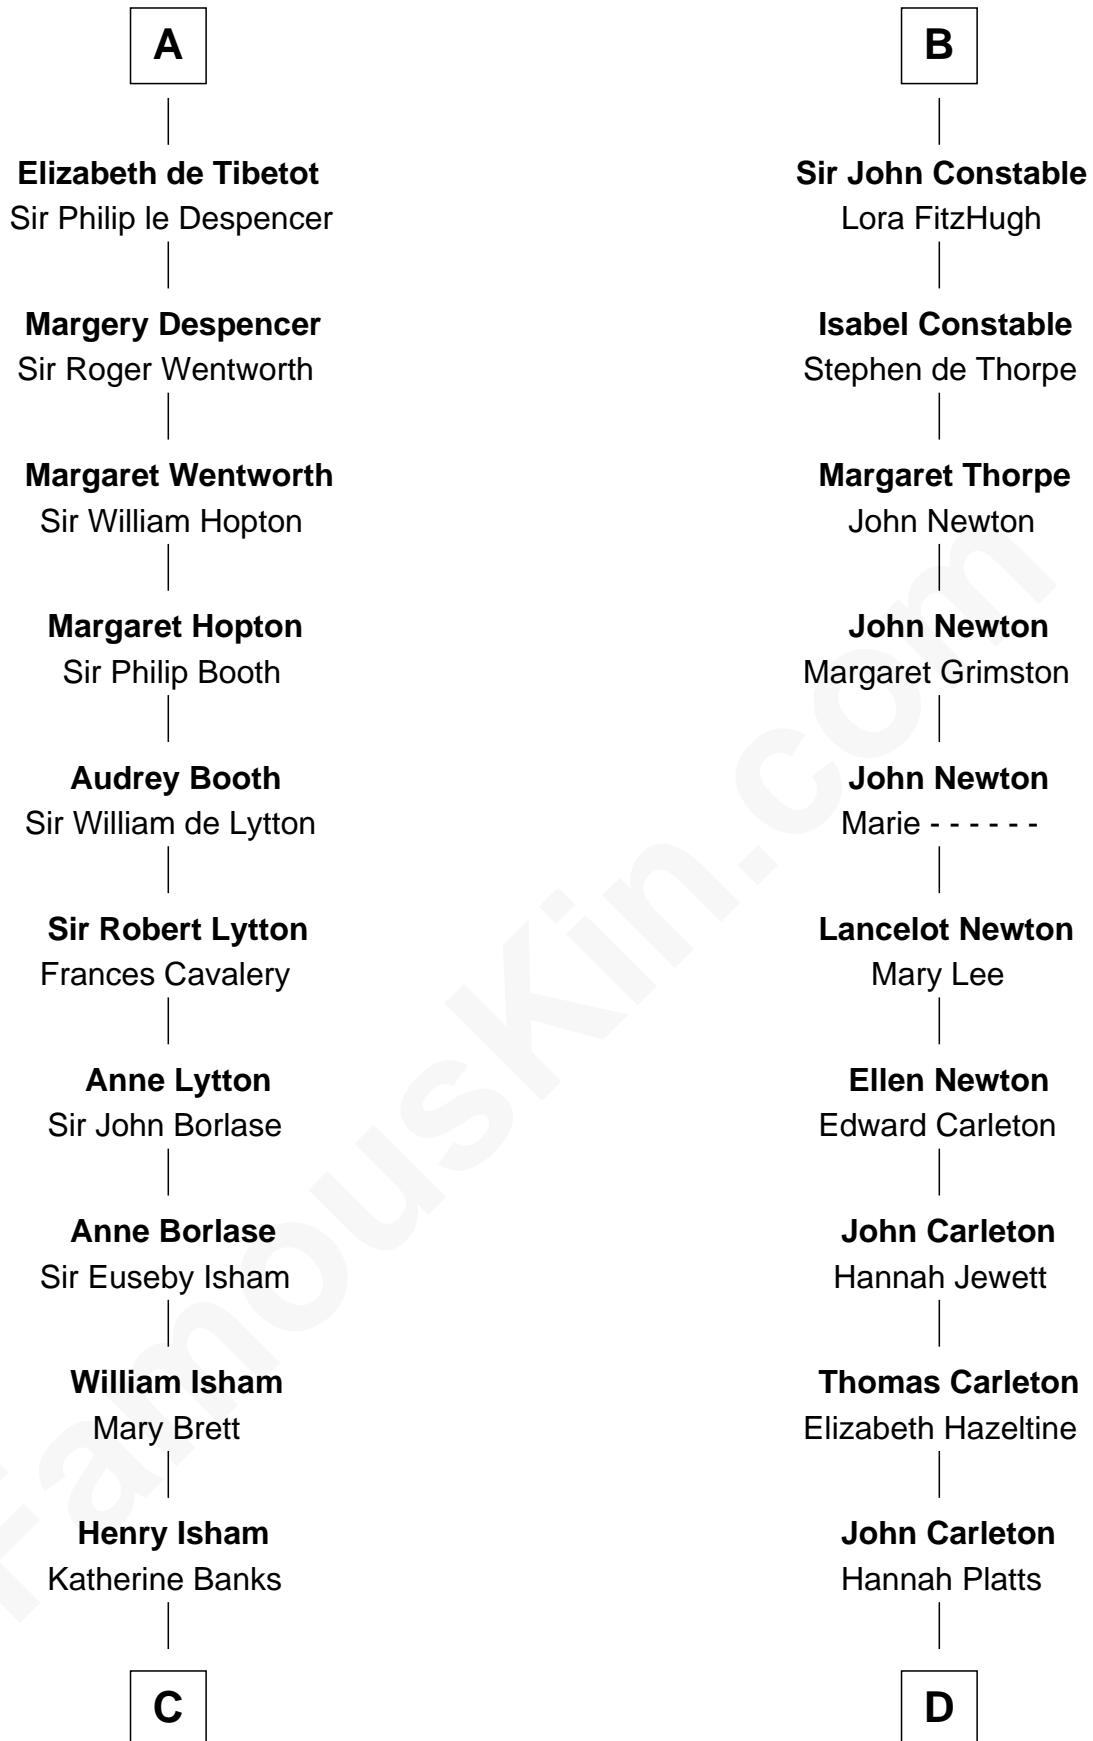 A
Elizabeth de Tibetot
Sir Philip le Despencer
Margery Despencer
Sir Roger Wentworth
Margaret Wentworth
Sir William Hopton
Margaret Hopton
Sir Philip Booth
Audrey Booth
Sir William de Lytton
Sir Robert Lytton
Frances Cavalery
Anne Lytton
Sir John Borlase
Anne Borlase
Sir Euseby Isham
William Isham
Mary Brett
Henry Isham
Katherine Banks
C
B
Sir John Constable
Lora FitzHugh
Isabel Constable
Stephen de Thorpe
Margaret Thorpe
John Newton
John Newton
Margaret Grimston
John Newton
Marie - - - - - -
Lancelot Newton
Mary Lee
Ellen Newton
Edward Carleton
John Carleton
Hannah Jewett
Thomas Carleton
Elizabeth Hazeltine
John Carleton
Hannah Platts
D
FamousKin.com